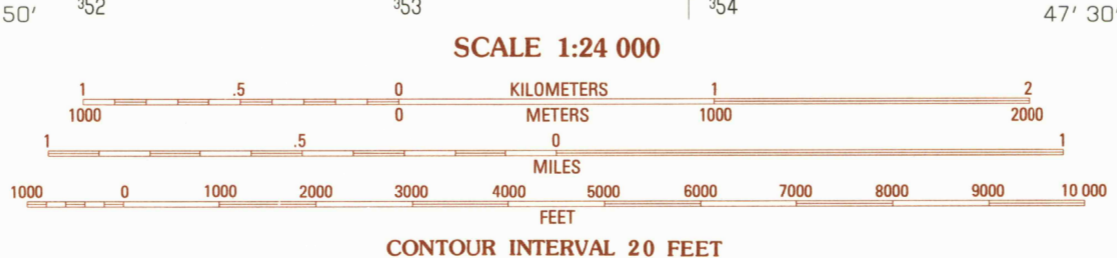 50′ ³52 ³53 ³54 47′ 30″
SCALE 1:24 000
1 .5 0 KILOMETERS 1 2
1000 0 METERS 1000 2000
1 .5 0 1
MILES
1000 0 1000 2000 3000 4000 5000 6000 7000 8000 9000 10 000
FEET
CONTOUR INTERVAL 20 FEET